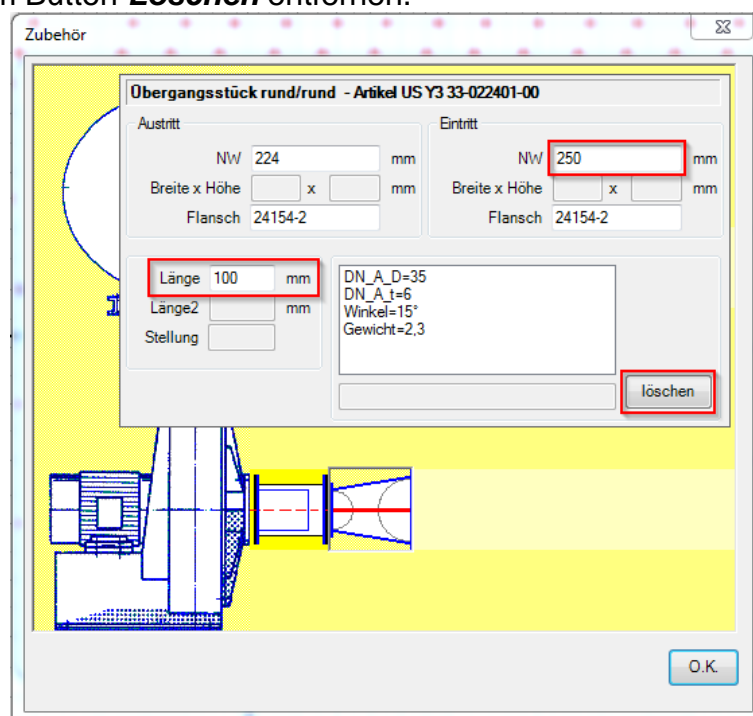 Button Löschen entfernen.
Zubehör
Übergangsstück rund/rund - Artikel US Y3 33-022401-00
Austritt
NW 224 mm
Breite x Höhe x mm
Flansch 24154-2
Eintritt
NW 250 mm
Breite x Höhe x mm
Flansch 24154-2
Länge 100 mm
Länge2 mm
Stellung
DN_A_D=35
DN_A_t=6
Winkel=15°
Gewicht=2,3
löschen
O.K.